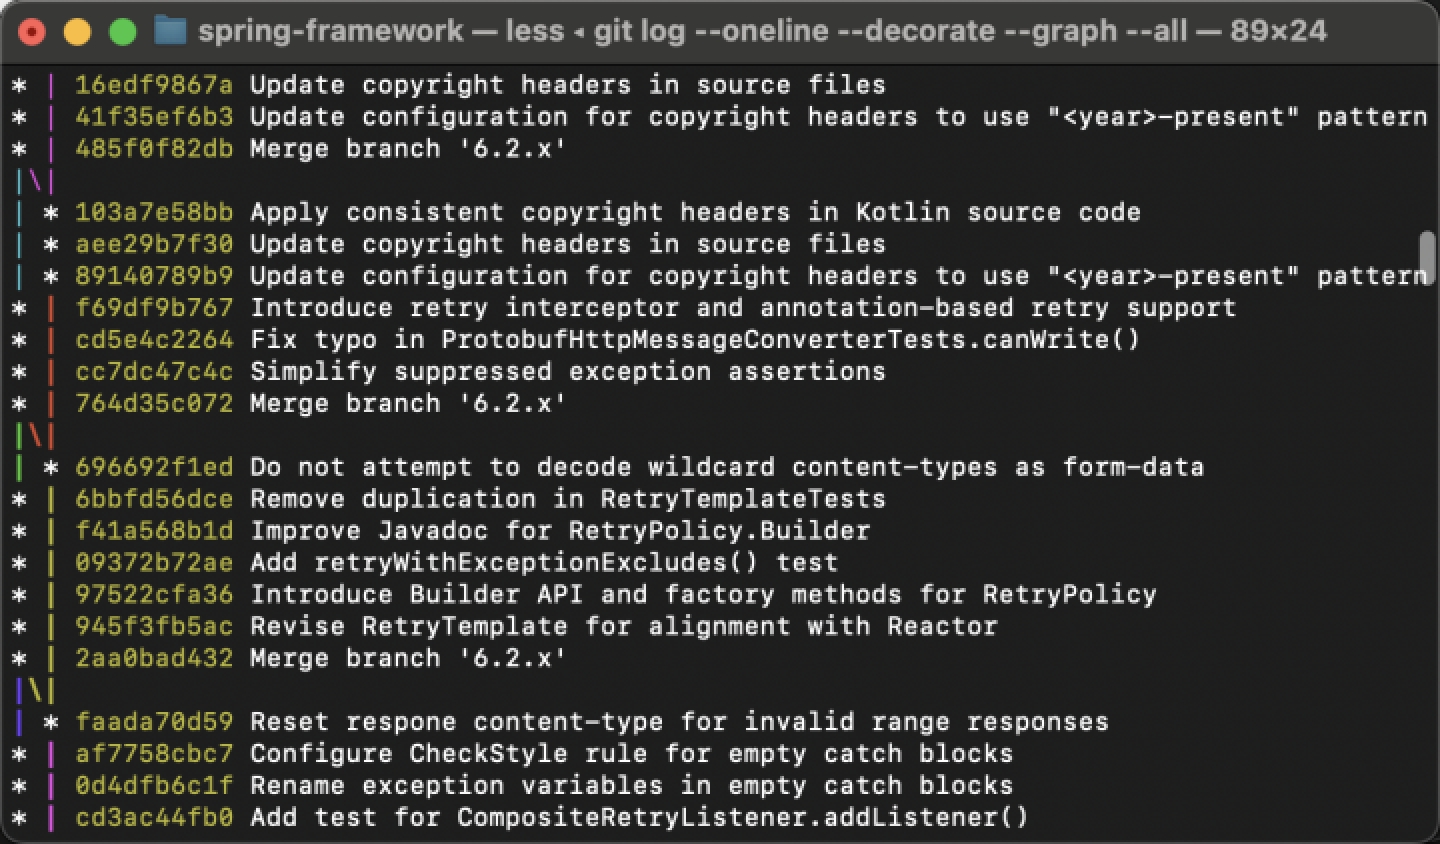 spring-framework — less ◂ git log --oneline --decorate --graph --all — 89×24
* | 16edf9867a Update copyright headers in source files
* | 41f35ef6b3 Update configuration for copyright headers to use "<year>-present" pattern
* | 485f0f82db Merge branch '6.2.x'
|\|
| * 103a7e58bb Apply consistent copyright headers in Kotlin source code
| * aee29b7f30 Update copyright headers in source files
| * 89140789b9 Update configuration for copyright headers to use "<year>-present" pattern
* | f69df9b767 Introduce retry interceptor and annotation-based retry support
* | cd5e4c2264 Fix typo in ProtobufHttpMessageConverterTests.canWrite()
* | cc7dc47c4c Simplify suppressed exception assertions
* | 764d35c072 Merge branch '6.2.x'
|\|
| * 696692f1ed Do not attempt to decode wildcard content-types as form-data
* | 6bbfd56dce Remove duplication in RetryTemplateTests
* | f41a568b1d Improve Javadoc for RetryPolicy.Builder
* | 09372b72ae Add retryWithExceptionExcludes() test
* | 97522cfa36 Introduce Builder API and factory methods for RetryPolicy
* | 945f3fb5ac Revise RetryTemplate for alignment with Reactor
* | 2aa0bad432 Merge branch '6.2.x'
|\|
| * faada70d59 Reset respone content-type for invalid range responses
* | af7758cbc7 Configure CheckStyle rule for empty catch blocks
* | 0d4dfb6c1f Rename exception variables in empty catch blocks
* | cd3ac44fb0 Add test for CompositeRetryListener.addListener()